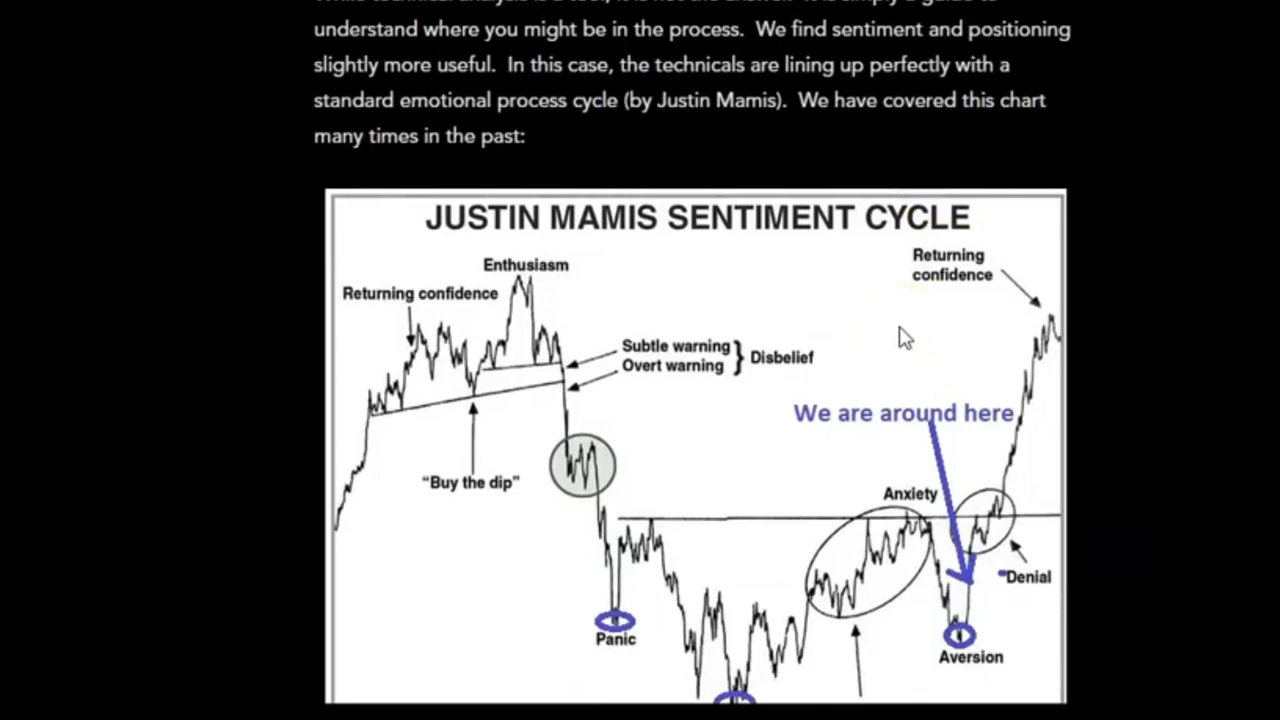 understand where you might be in the process. We find sentiment and positioning
slightly more useful. In this case, the technicals are lining up perfectly with a
standard emotional process cycle (by Justin Mamis). We have covered this chart
many times in the past:
JUSTIN MAMIS SENTIMENT CYCLE
Enthusiasm
Returning confidence
Returning
confidence
Subtle warning
Overt warning
Disbelief
We are around here
"Buy the dip"
Anxiety
Denial
Panic
Aversion